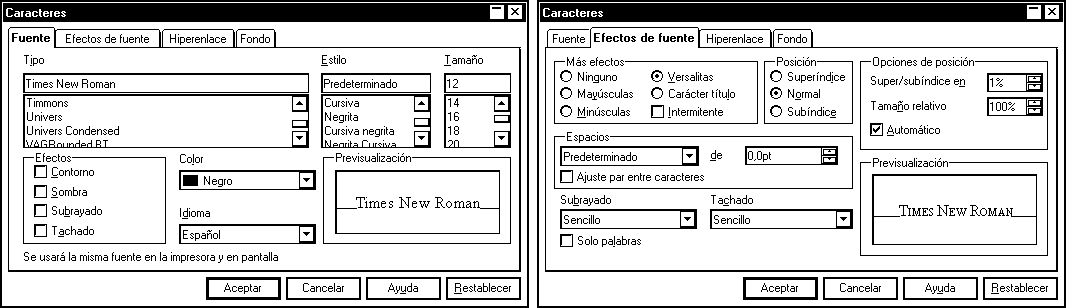 Caracteres
Fuente Efectos de fuente Hiperenlace Fondo
Tipo Estilo Tamaño
Times New Roman Predeterminado 12
Timmons Cursiva 14
Univers Negrita 16
Univers Condensed Cursiva negrita 18
VAGRounded BT Negrita Cursiva 20
Efectos Color Previsualización
Contorno Negro
Sombra
Subrayado Idioma
Tachado Español
Times New Roman
Se usará la misma fuente en la impresora y en pantalla
Aceptar Cancelar Ayuda Restablecer
Caracteres
Fuente Efectos de fuente Hiperenlace Fondo
Más efectos Posición Opciones de posición
Ninguno Versalitas Superíndice Super/subíndice en 1%
Mayúsculas Carácter título Normal Tamaño relativo 100%
Minúsculas Intermitente Subíndice Automático
Espacios
Predeterminado de 0,0pt
Ajuste par entre caracteres
Previsualización
Subrayado Tachado
Sencillo Sencillo
Times New Roman
Solo palabras
Aceptar Cancelar Ayuda Restablecer